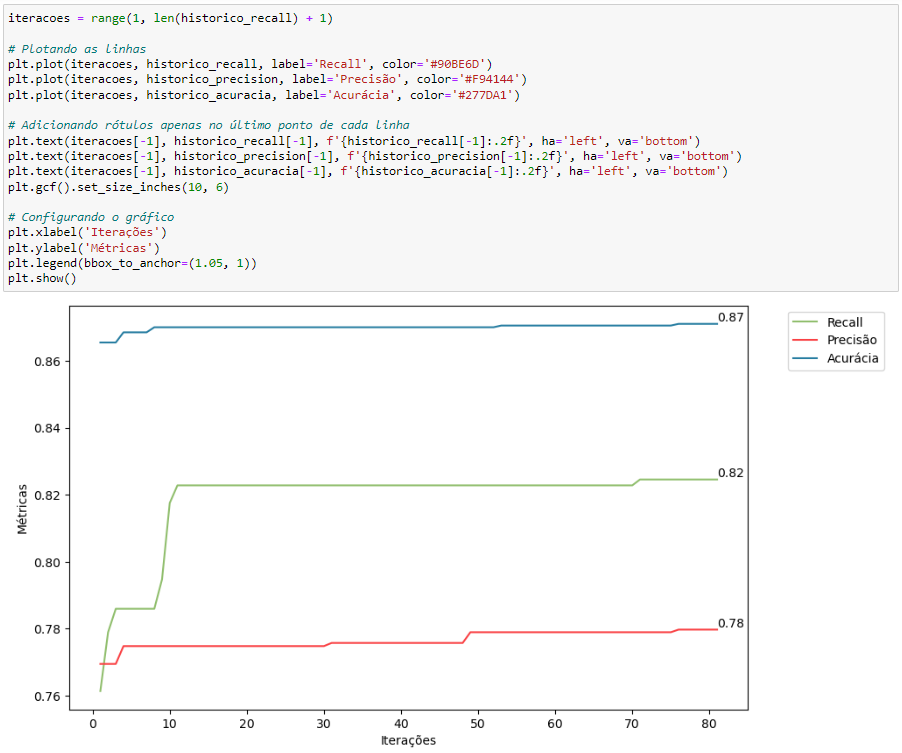 iteracoes = range(1, len(historico_recall) + 1)
# Plotando as linhas
plt.plot(iteracoes, historico_recall, label='Recall', color='#90BE6D')
plt.plot(iteracoes, historico_precision, label='Precisão', color='#F94144')
plt.plot(iteracoes, historico_acuracia, label='Acurácia', color='#277DA1')
# Adicionando rótulos apenas no último ponto de cada linha
plt.text(iteracoes[-1], historico_recall[-1], f'{historico_recall[-1]:.2f}', ha='left', va='bottom')
plt.text(iteracoes[-1], historico_precision[-1], f'{historico_precision[-1]:.2f}', ha='left', va='bottom')
plt.text(iteracoes[-1], historico_acuracia[-1], f'{historico_acuracia[-1]:.2f}', ha='left', va='bottom')
plt.gcf().set_size_inches(10, 6)
# Configurando o gráfico
plt.xlabel('Iterações')
plt.ylabel('Métricas')
plt.legend(bbox_to_anchor=(1.05, 1))
plt.show()
0.87
Recall
Precisão
Acurácia
0.86
0.84
0.82
0.82
0.80
0.78
0.78
0.76
Métricas
0 10 20 30 40 50 60 70 80
Iterações